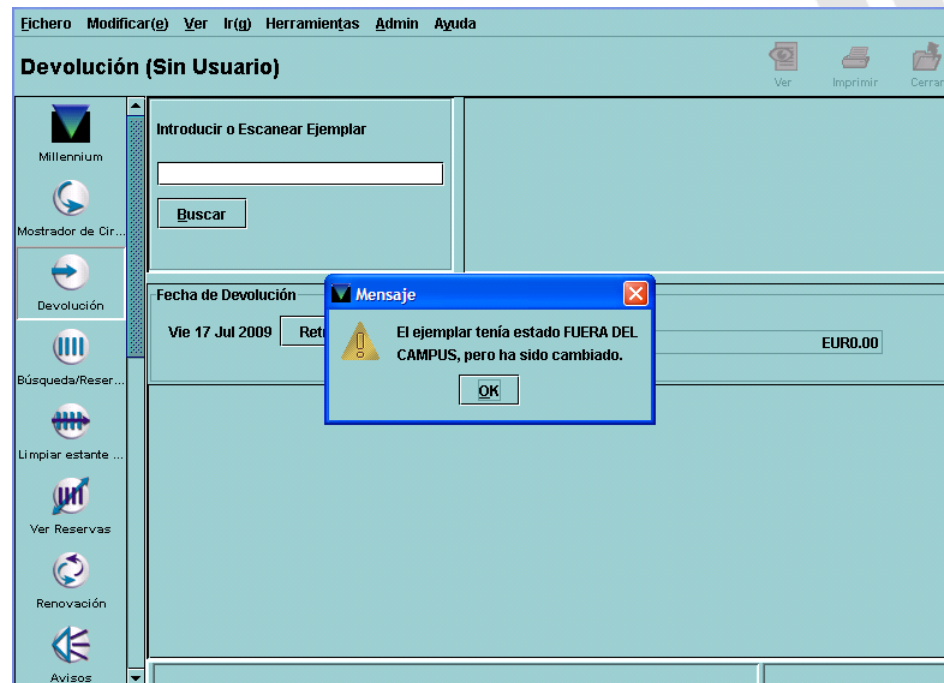 Fichero Modificar(e) Ver Ir(g) Herramientas Admin Ayuda
Devolución (Sin Usuario)
Ver Imprimir Cerrar
Millennium
Mostrador de Cir...
Devolución
Búsqueda/Reser...
Limpiar estante ...
Ver Reservas
Renovación
Avisos
Introducir o Escanear Ejemplar
Buscar
Fecha de Devolución
Vie 17 Jul 2009
EUR0.00
Mensaje
El ejemplar tenía estado FUERA DEL
CAMPUS, pero ha sido cambiado.
OK